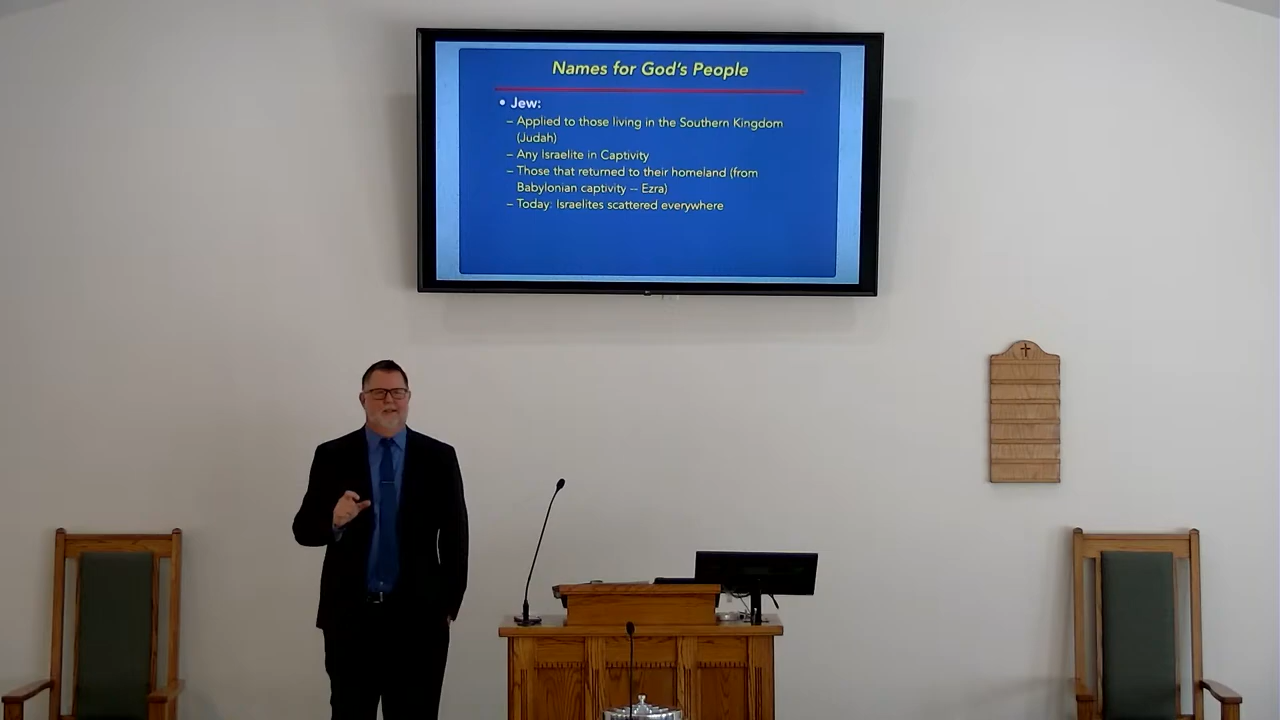 Names for God's People
• Jew:
– Applied to those living in the Southern Kingdom
(Judah)
– Any Israelite in Captivity
– Those that returned to their homeland (from
Babylonian captivity -- Ezra)
– Today: Israelites scattered everywhere